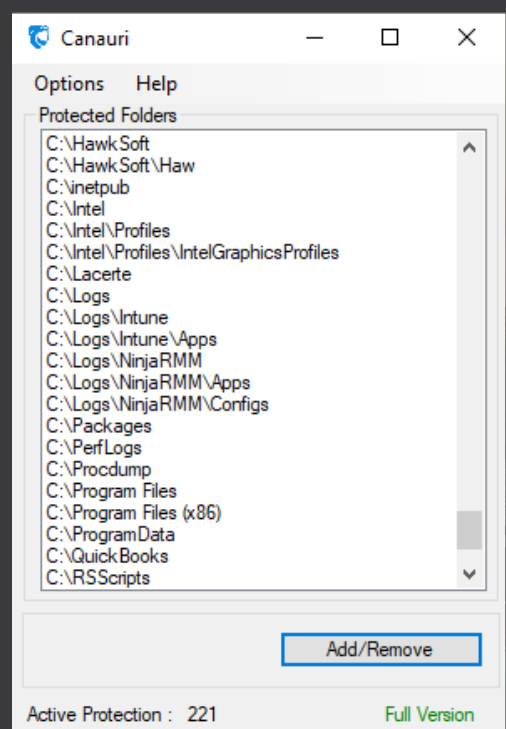 Canauri
Options Help
Protected Folders
C:\HawkSoft
C:\HawkSoft\Haw
C:\inetpub
C:\Intel
C:\Intel\Profiles
C:\Intel\Profiles\IntelGraphicsProfiles
C:\Lacerte
C:\Logs
C:\Logs\Intune
C:\Logs\Intune\Apps
C:\Logs\NinjaRMM
C:\Logs\NinjaRMM\Apps
C:\Logs\NinjaRMM\Configs
C:\Packages
C:\PerfLogs
C:\Procdump
C:\Program Files
C:\Program Files (x86)
C:\ProgramData
C:\QuickBooks
C:\RSScripts
Add/Remove
Active Protection : 221 Full Version